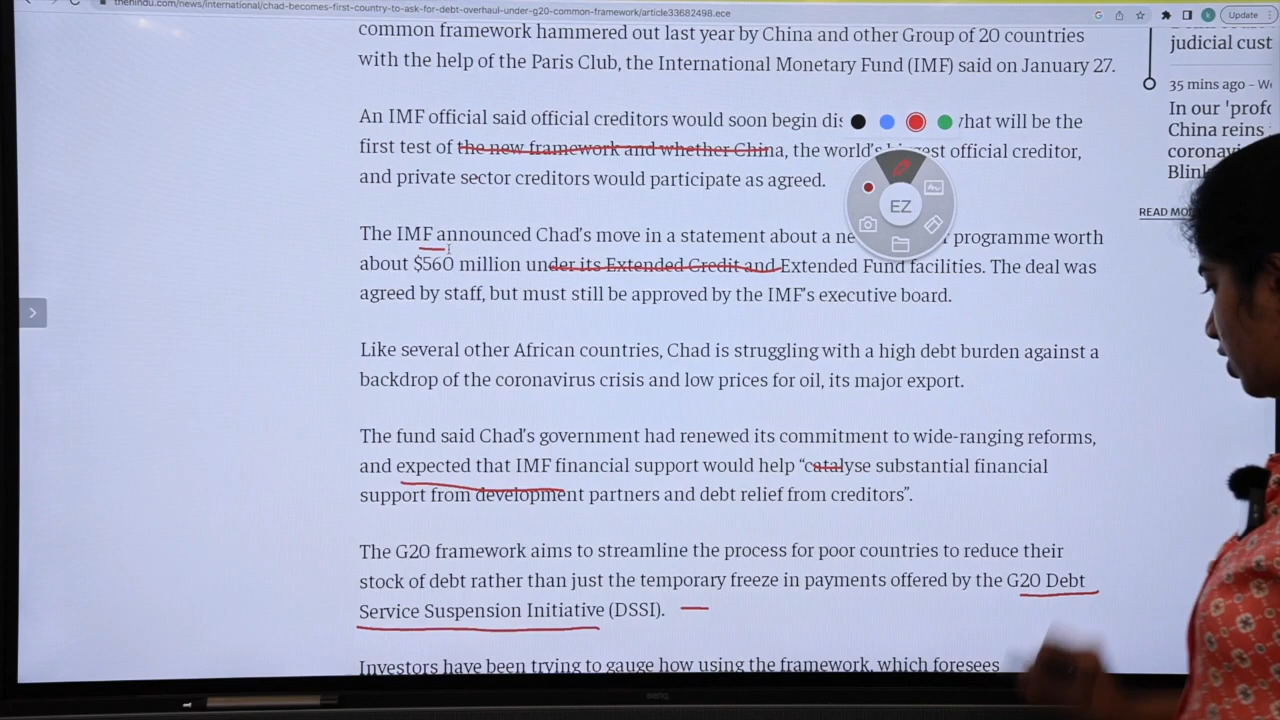 thehindu.com/news/international/chad-becomes-first-country-to-ask-for-debt-overhaul-under-g20-common-framework/article33682498.ece
Update
common framework hammered out last year by China and other Group of 20 countries
with the help of the Paris Club, the International Monetary Fund (IMF) said on January 27.
An IMF official said official creditors would soon begin dis what will be the
first test of the new framework and whether China, the world's biggest official creditor,
and private sector creditors would participate as agreed.
The IMF announced Chad's move in a statement about a ne programme worth
about $560 million under its Extended Credit and Extended Fund facilities. The deal was
agreed by staff, but must still be approved by the IMF's executive board.
Like several other African countries, Chad is struggling with a high debt burden against a
backdrop of the coronavirus crisis and low prices for oil, its major export.
The fund said Chad's government had renewed its commitment to wide-ranging reforms,
and expected that IMF financial support would help “catalyse substantial financial
support from development partners and debt relief from creditors”.
The G20 framework aims to streamline the process for poor countries to reduce their
stock of debt rather than just the temporary freeze in payments offered by the G20 Debt
Service Suspension Initiative (DSSI).
Investors have been trying to gauge how using the framework, which foresees
EZ
judicial cust
35 mins ago - W
In our 'profo
China reins
coronavi
Blink
READ MO
BenQ